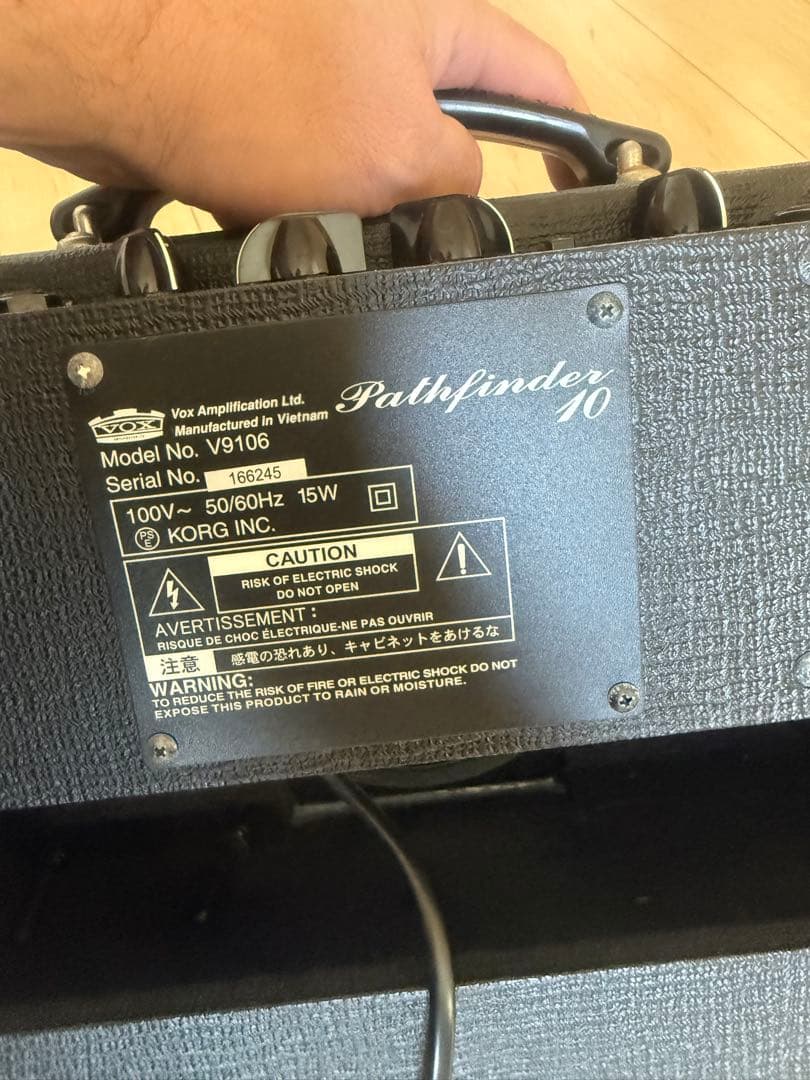 VOX
Vox Amplification Ltd.
Manufactured in Vietnam
Pathfinder
10
Model No. V9106
Serial No. 166245
100V~ 50/60Hz 15W
PS
E
KORG INC.
CAUTION
RISK OF ELECTRIC SHOCK
DO NOT OPEN
AVERTISSEMENT :
RISQUE DE CHOC ÉLECTRIQUE-NE PAS OUVRIR
注意 感電の恐れあり、キャビネットをあけるな
WARNING:
TO REDUCE THE RISK OF FIRE OR ELECTRIC SHOCK DO NOT
EXPOSE THIS PRODUCT TO RAIN OR MOISTURE.